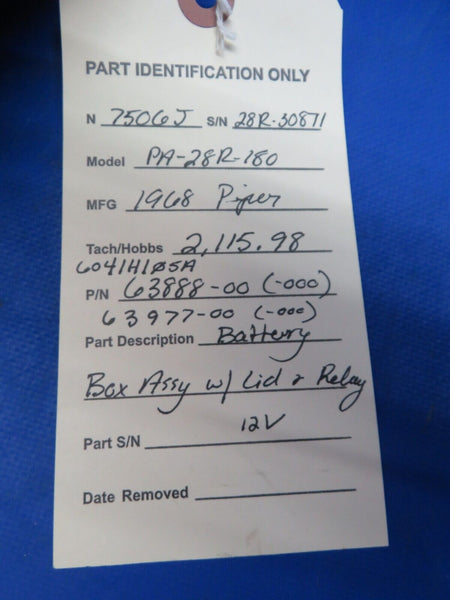 PART IDENTIFICATION ONLY
N 7506J S/N 28R-30871
Model PA-28R-180
MFG 1968 Piper
Tach/Hobbs 2,115.98
6041H105A
P/N 63888-00 (-000)
63977-00 (-000)
Part Description Battery
Box Assy w/ Lid & Relay
12V
Part S/N
Date Removed